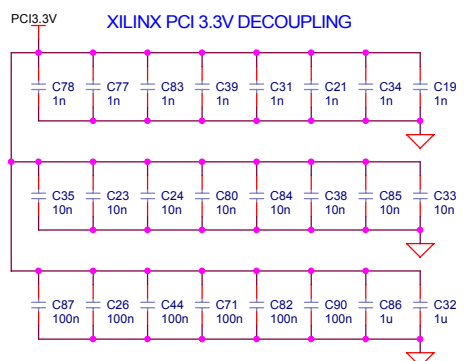 PCI3.3V
XILINX PCI 3.3V DECOUPLING
C78 C77 C83 C39 C31 C21 C34 C19
1n 1n 1n 1n 1n 1n 1n 1n
C35 C23 C24 C80 C84 C38 C85 C33
10n 10n 10n 10n 10n 10n 10n 10n
C87 C26 C44 C71 C82 C90 C86 C32
100n 100n 100n 100n 100n 100n 1u 1u